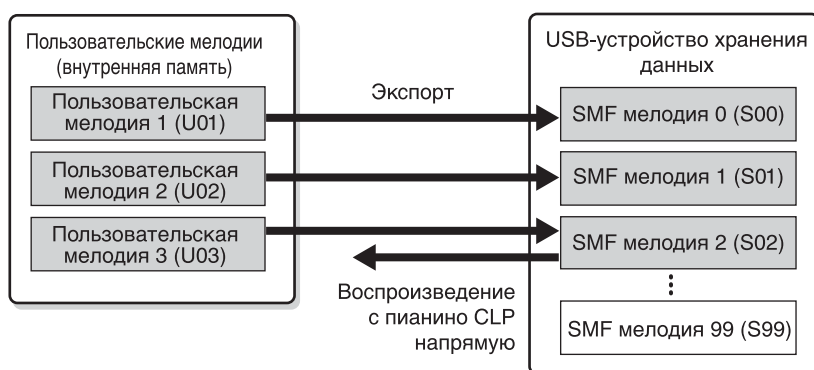 Пользовательские мелодии
(внутренняя память)
Пользовательская
мелодия 1 (U01)
Пользовательская
мелодия 2 (U02)
Пользовательская
мелодия 3 (U03)
Экспорт
Воспроизведение
с пианино CLP
напрямую
USB-устройство хранения
данных
SMF мелодия 0 (S00)
SMF мелодия 1 (S01)
SMF мелодия 2 (S02)
SMF мелодия 99 (S99)